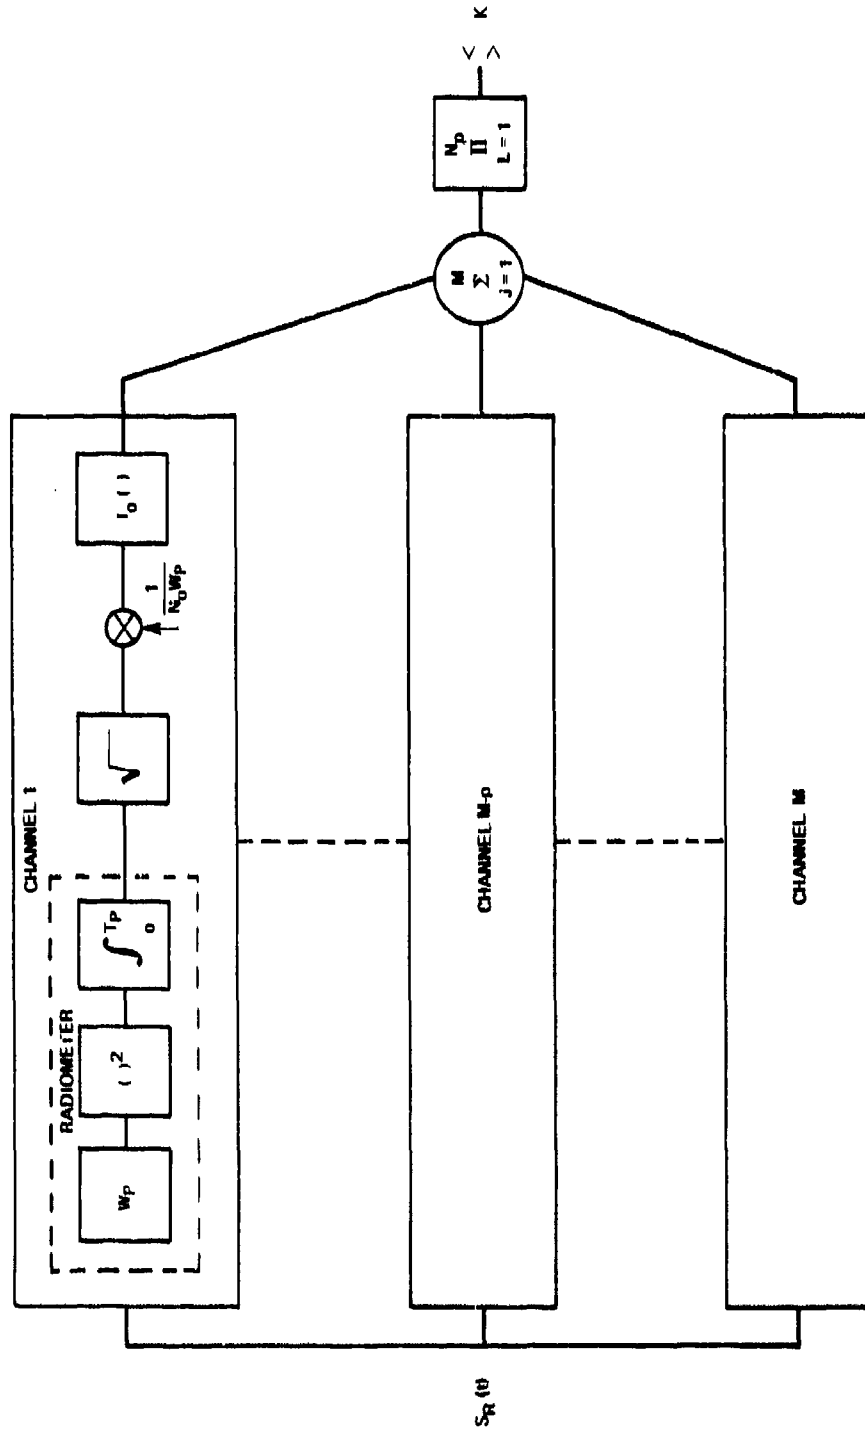 CHANNEL 1
RADIOMETER
W_P
( )^2
∫_0^{T_P}
√
1/(N_0 W_P)
I_0 ( )
S_R (t)
CHANNEL M-p
M Σ j = 1
N_p Π L = 1
< > K
CHANNEL M